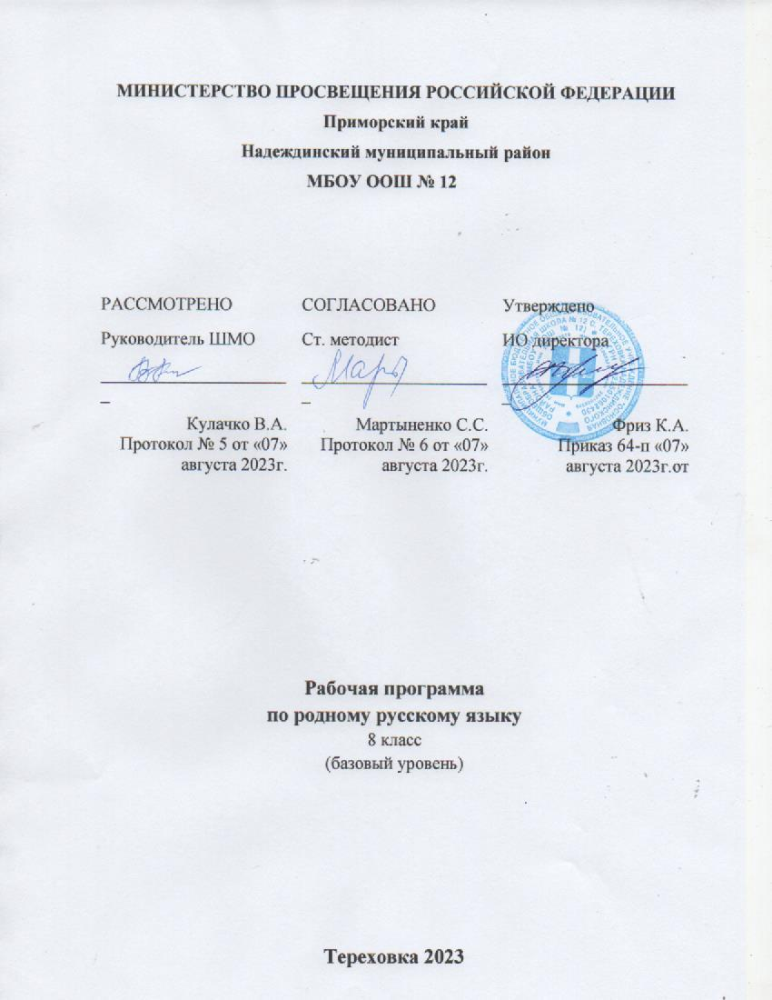 МИНИСТЕРСТВО ПРОСВЕЩЕНИЯ РОССИЙСКОЙ ФЕДЕРАЦИИ
Приморский край
Надеждинский муниципальный район
МБОУ ООШ № 12
РАССМОТРЕНО
Руководитель ШМО
_
Кулачко В.А.
Протокол № 5 от «07»
августа 2023г.
СОГЛАСОВАНО
Ст. методист
_
Мартыненко С.С.
Протокол № 6 от «07»
августа 2023г.
Утверждено
ИО директора
_
Фриз К.А.
Приказ 64-п «07»
августа 2023г.от
Рабочая программа
по родному русскому языку
8 класс
(базовый уровень)
Тереховка 2023